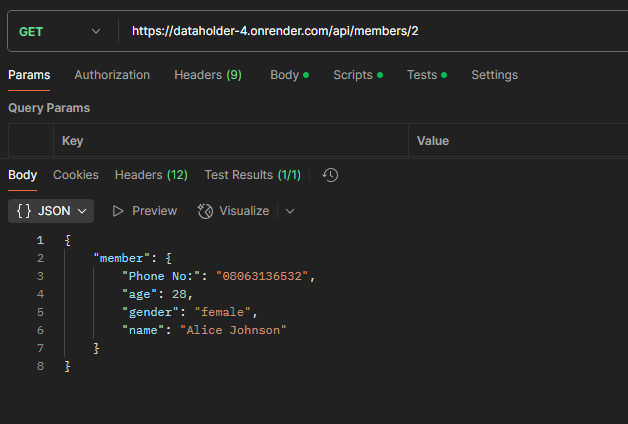 GET https://dataholder-4.onrender.com/api/members/2
Params Authorization Headers (9) Body Scripts Tests Settings
Query Params
Key Value
Body Cookies Headers (12) Test Results (1/1)
{} JSON Preview Visualize
1 {
2 "member": {
3 "Phone No:": "08063136532",
4 "age": 28,
5 "gender": "female",
6 "name": "Alice Johnson"
7 }
8 }